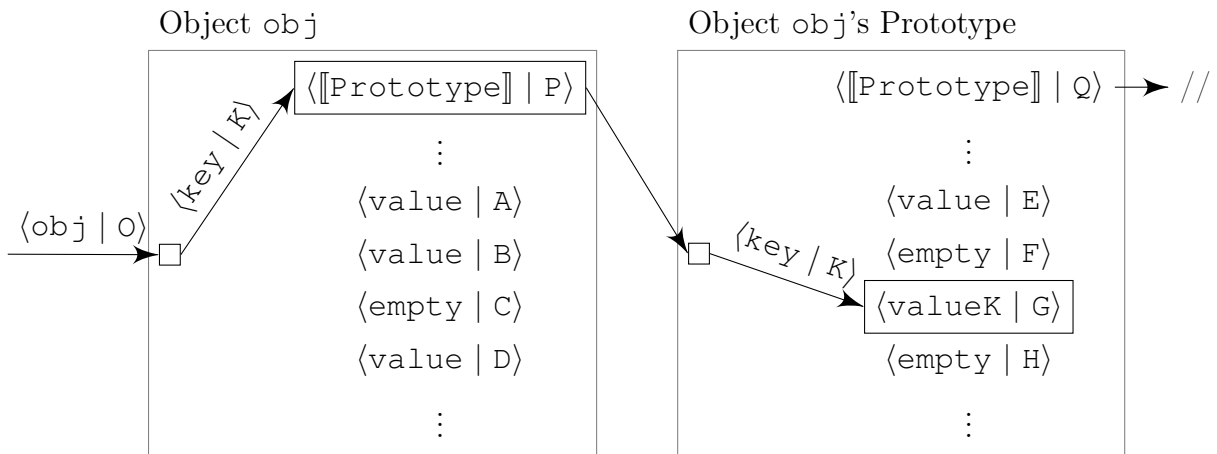 Object obj
Object obj's Prototype
⟨⟦Prototype⟧ | P⟩
⟨⟦Prototype⟧ | Q⟩
//
⟨key | K⟩
⋮
⋮
⟨value | A⟩
⟨value | E⟩
⟨obj | O⟩
⟨value | B⟩
⟨key | K⟩
⟨empty | F⟩
⟨empty | C⟩
⟨valueK | G⟩
⟨value | D⟩
⟨empty | H⟩
⋮
⋮